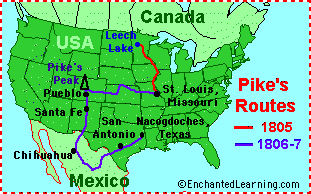 Canada
USA
Leech
Lake
Pike's
Peak
Pueblo
St. Louis,
Missouri
Santa Fe
San
Antonio
Nacogdoches
Texas
Chihuahua
Mexico
Pike's
Routes
1805
1806-7
©EnchantedLearning.com